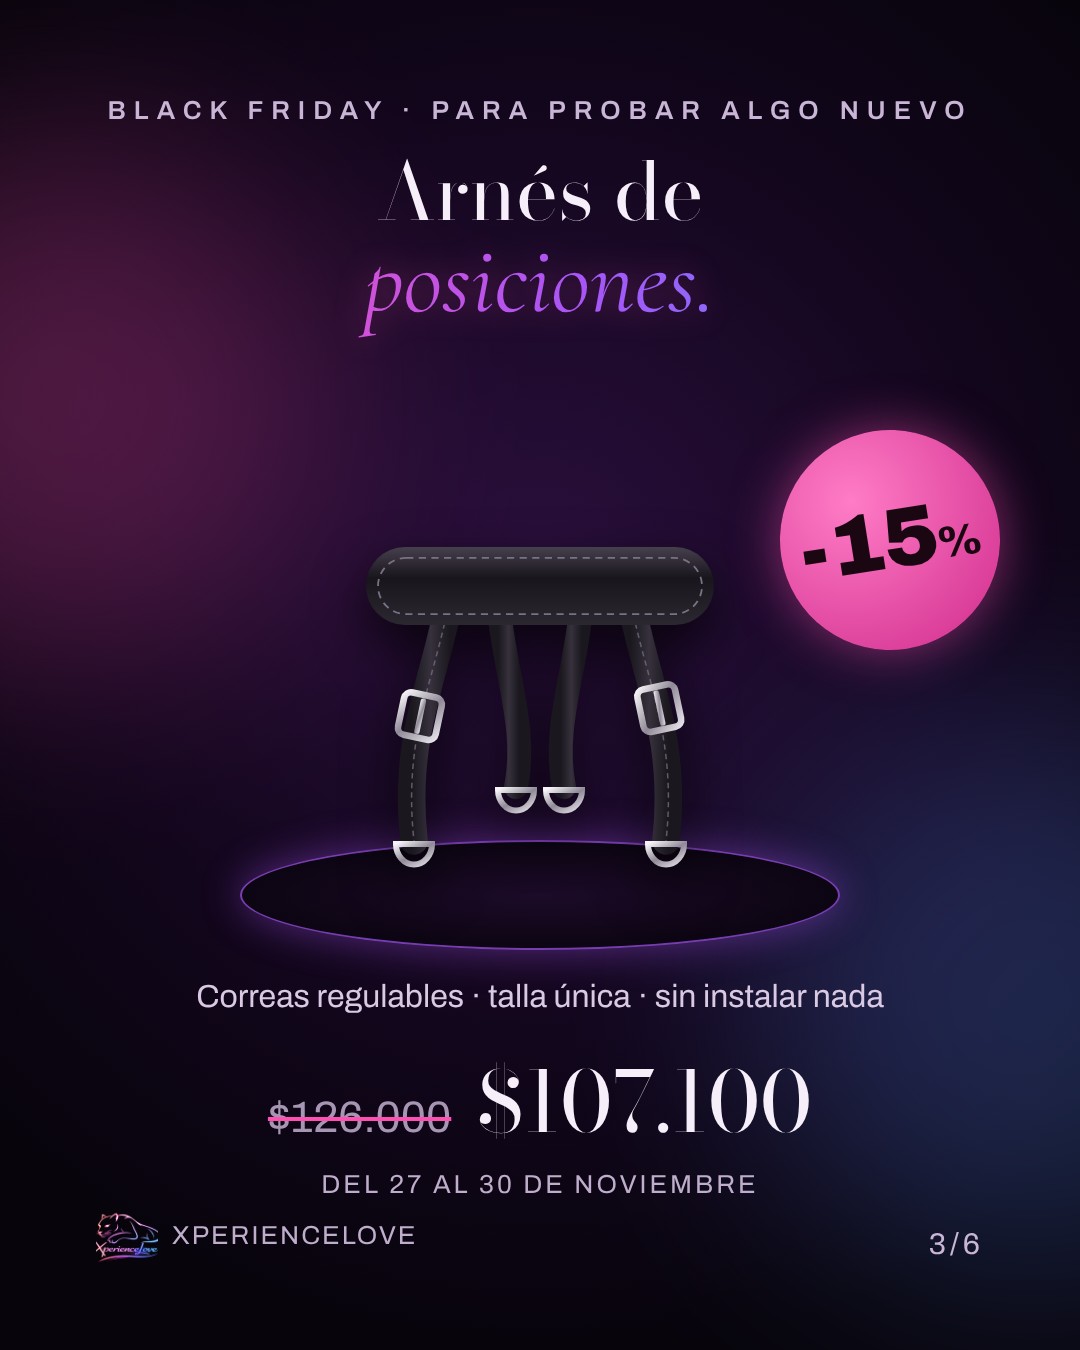 BLACK FRIDAY · PARA PROBAR ALGO NUEVO
Arnés de
posiciones.
-15%
Correas regulables · talla única · sin instalar nada
$126.000 $107.100
DEL 27 AL 30 DE NOVIEMBRE
XperienceLove
XPERIENCELOVE
3/6